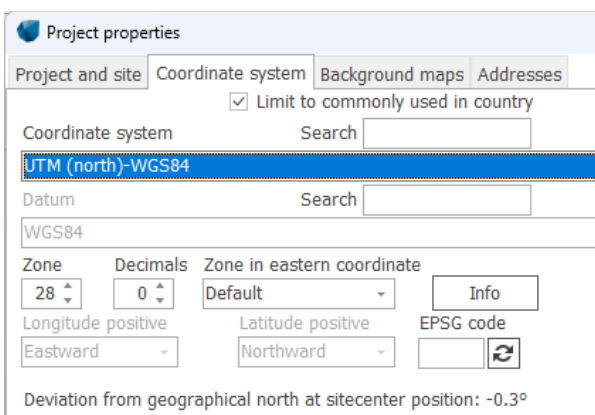 Project properties
Project and site Coordinate system Background maps Addresses
Limit to commonly used in country
Coordinate system Search
UTM (north)-WGS84
Datum Search
WGS84
Zone Decimals Zone in eastern coordinate
28 0 Default Info
Longitude positive Latitude positive EPSG code
Eastward Northward
Deviation from geographical north at sitecenter position: -0.3º